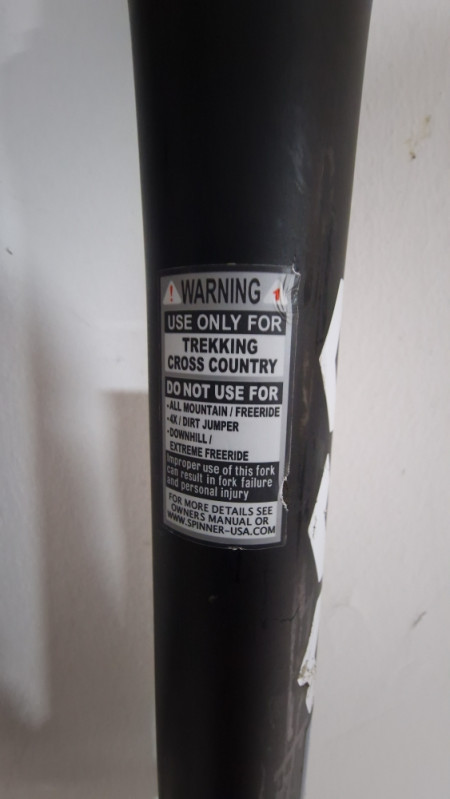 WARNING
USE ONLY FOR
TREKKING
CROSS COUNTRY
DO NOT USE FOR
-ALL MOUNTAIN / FREERIDE
-4X / DIRT JUMPER
-DOWNHILL /
EXTREME FREERIDE
Improper use of this fork
can result in fork failure
and personal injury
FOR MORE DETAILS SEE
OWNERS MANUAL OR
WWW.SPINNER-USA.COM